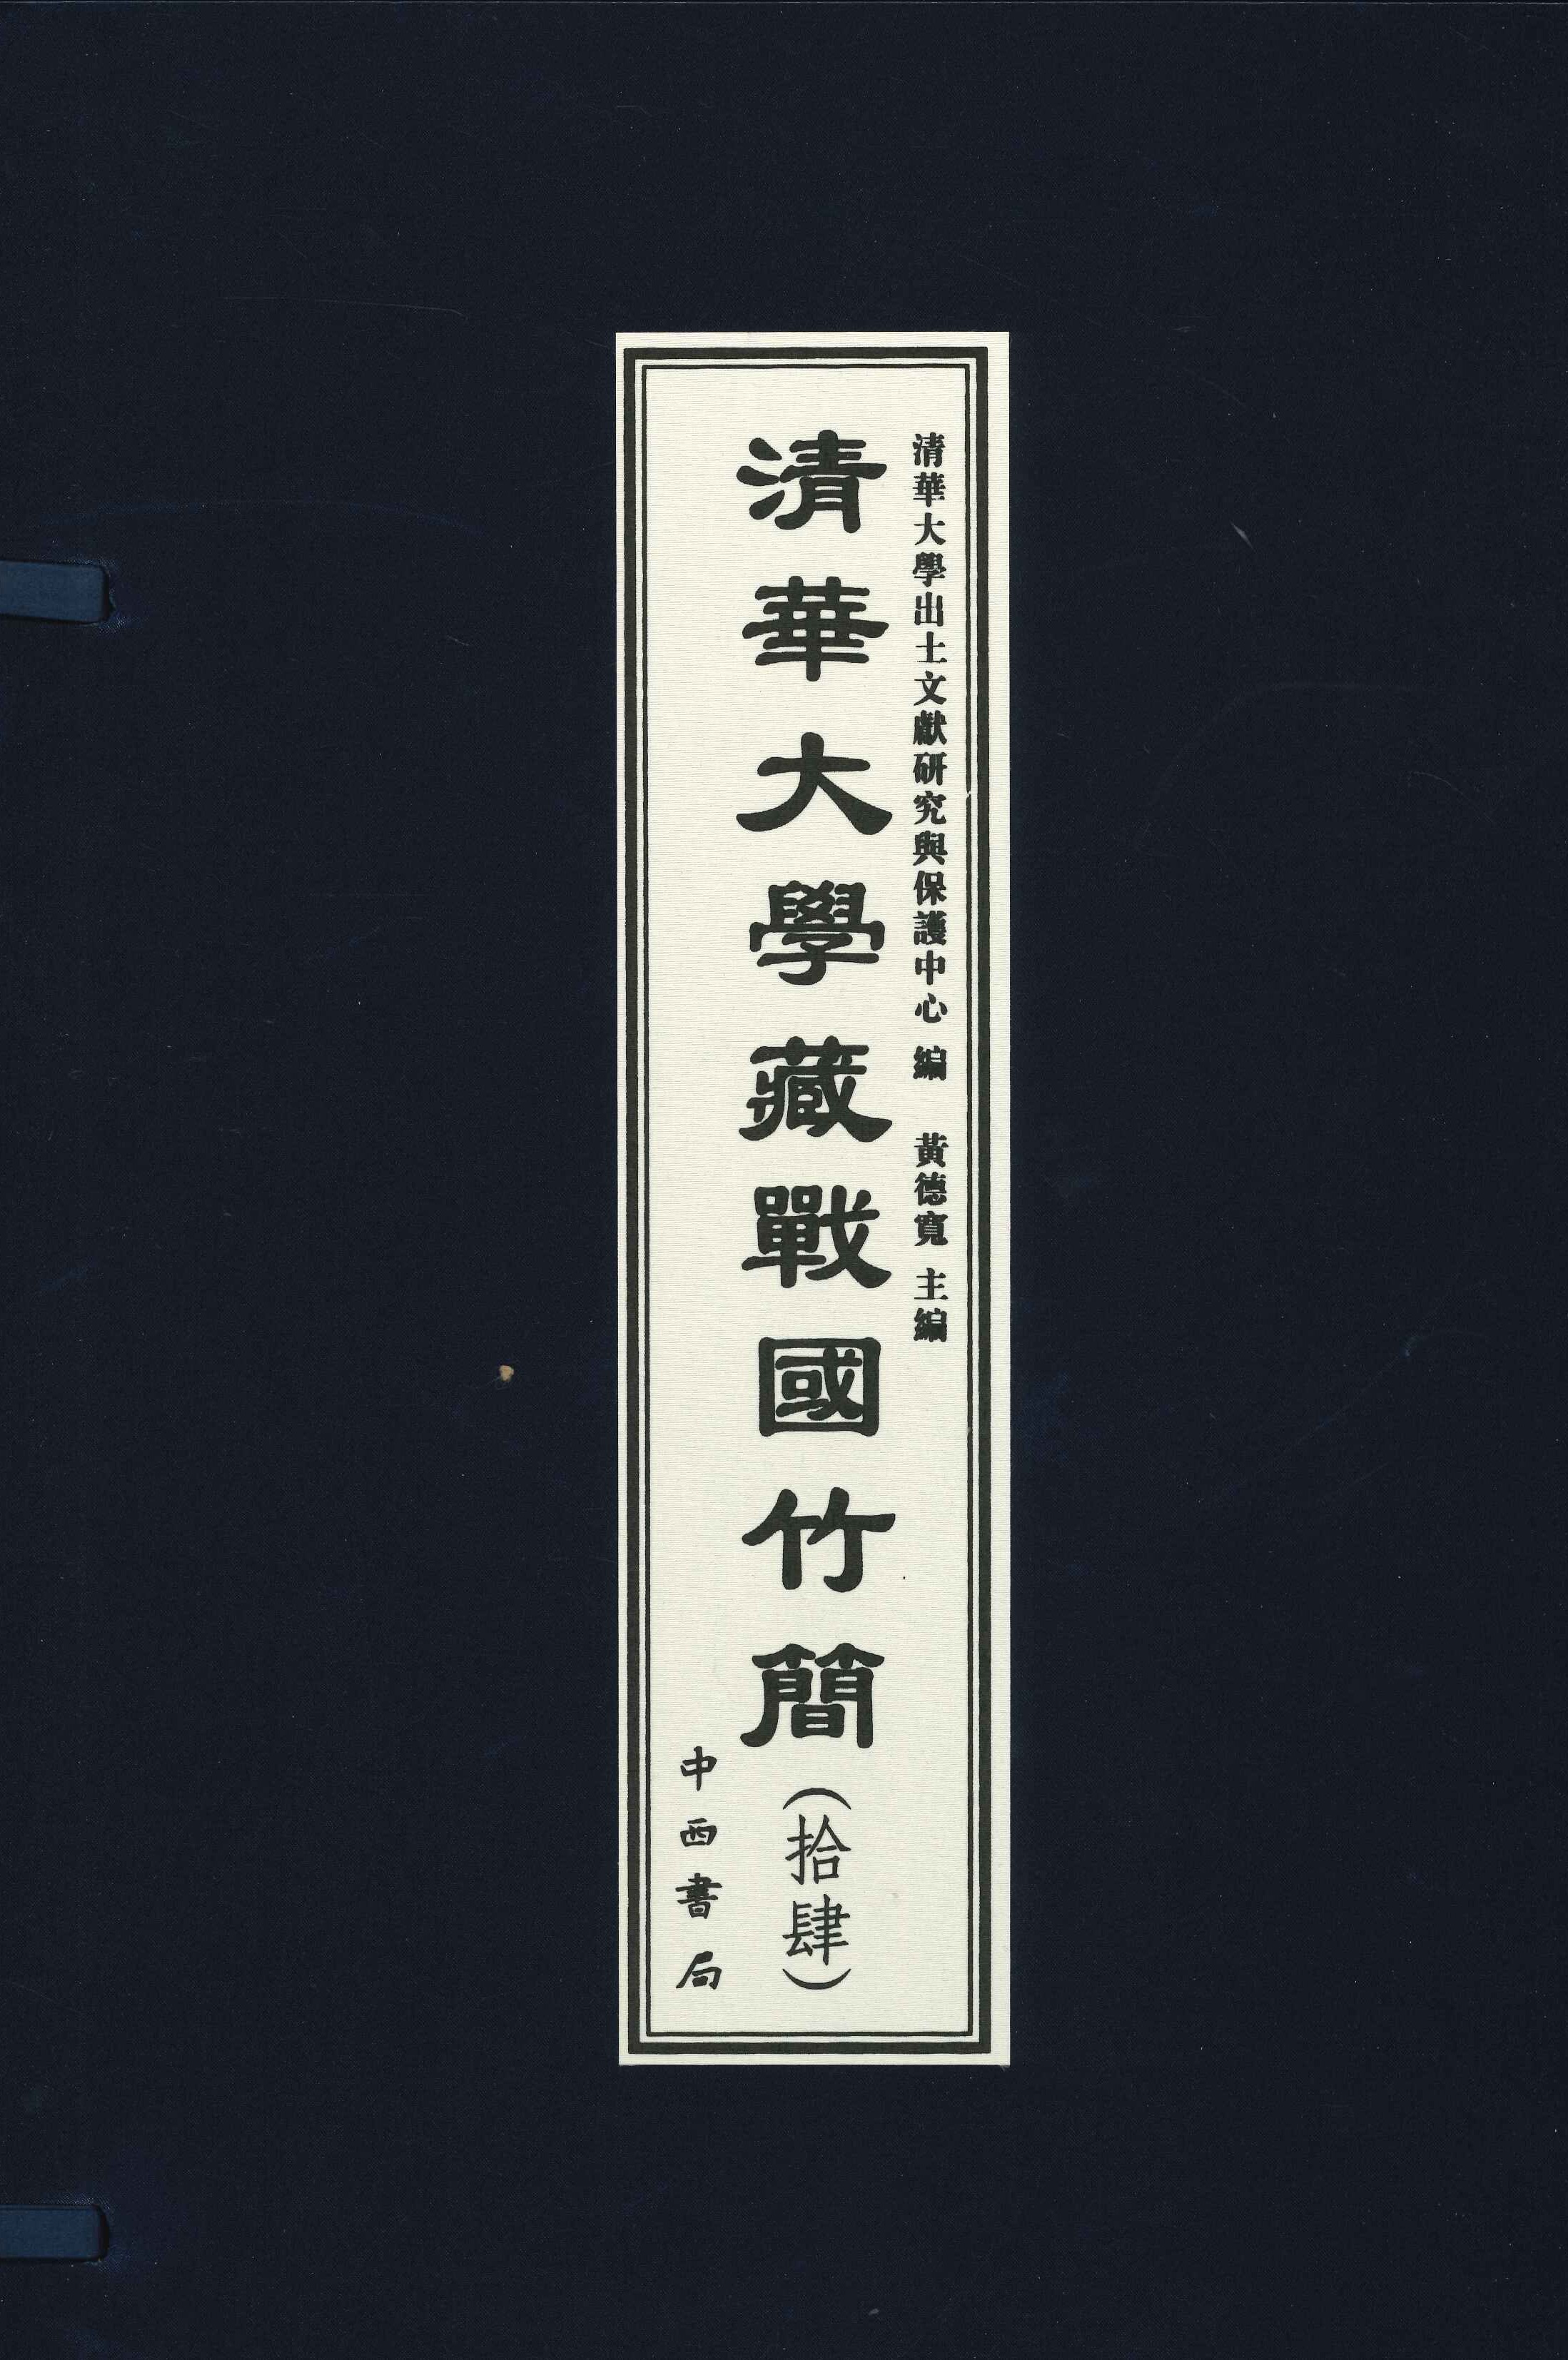 清華大學出土文獻研究與保護中心 編 黃德寬 主編
清華大學藏戰國竹簡（拾肆）
中西書局